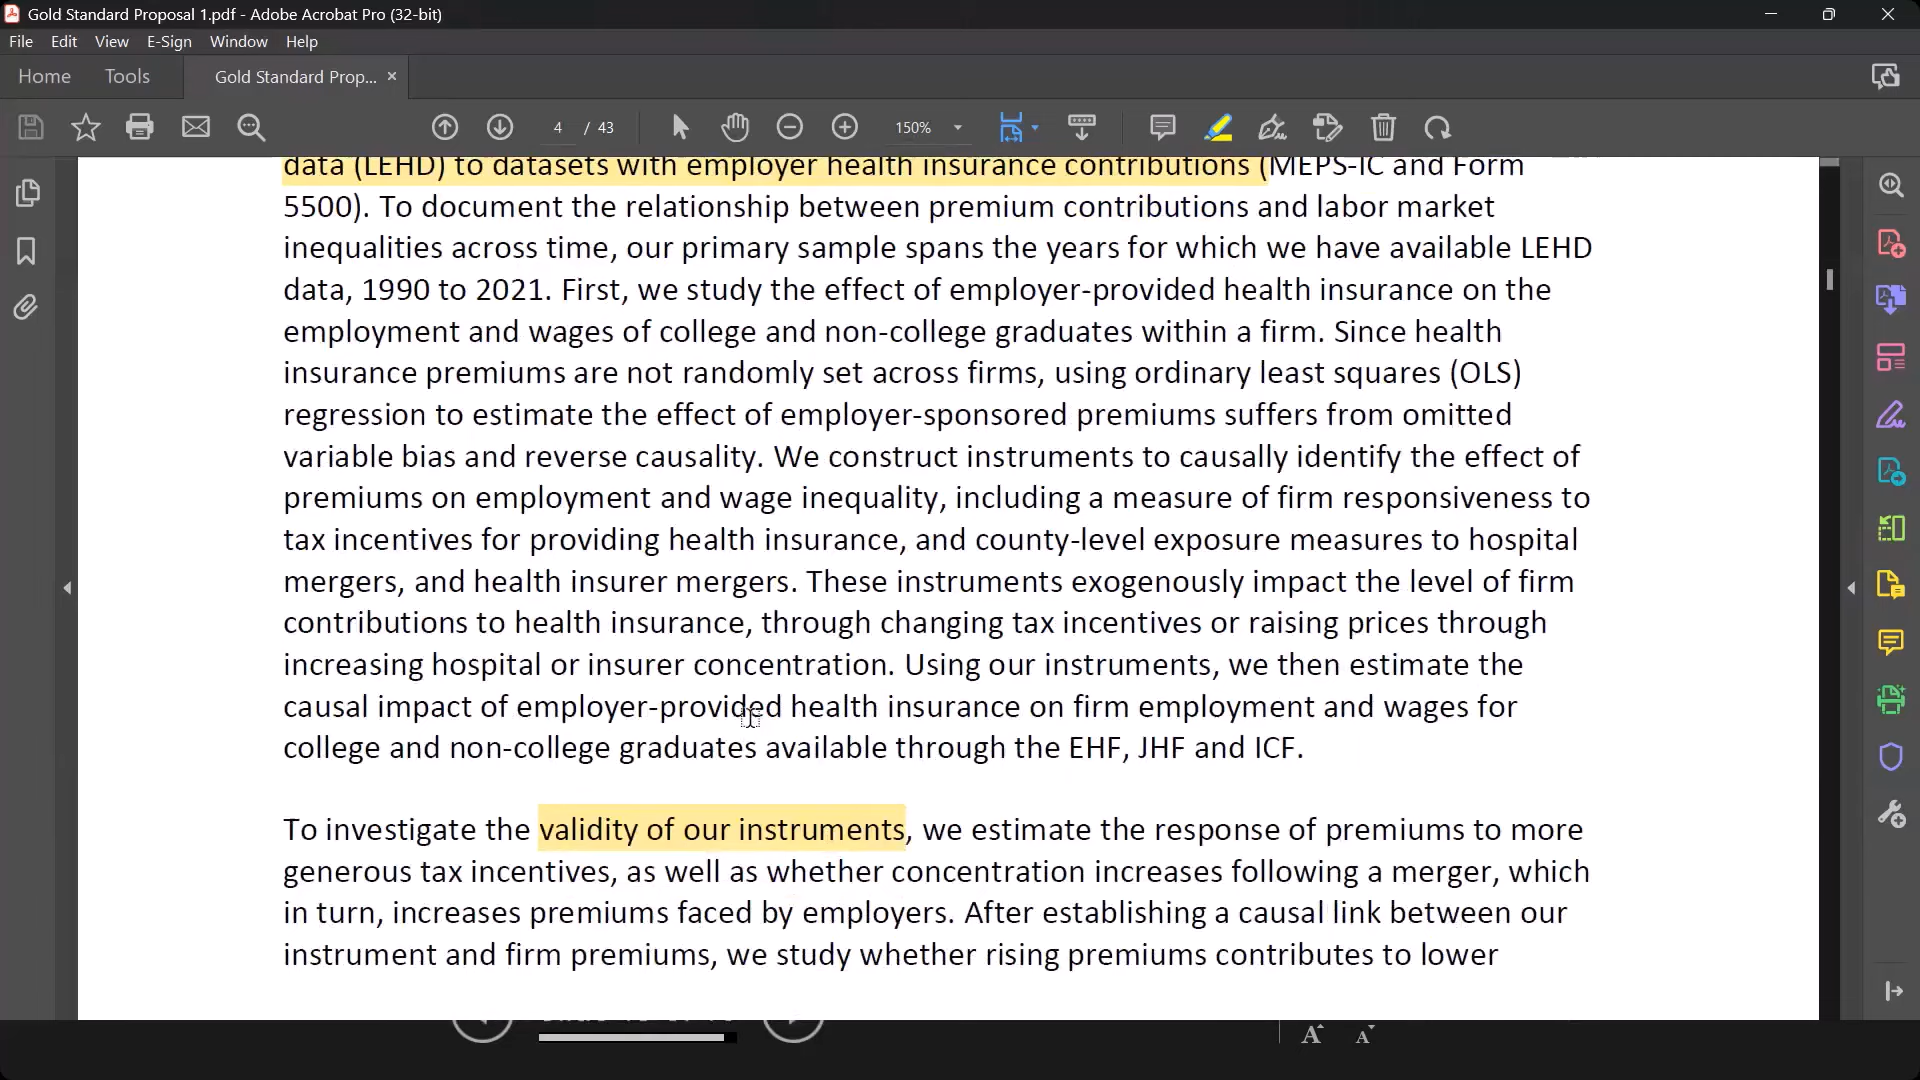 Gold Standard Proposal 1.pdf - Adobe Acrobat Pro (32-bit)
File Edit View E-Sign Window Help
Home Tools Gold Standard Prop... ×
4 / 43 150%
data (LEHD) to datasets with employer health insurance contributions (MEPS-IC and Form
5500). To document the relationship between premium contributions and labor market
inequalities across time, our primary sample spans the years for which we have available LEHD
data, 1990 to 2021. First, we study the effect of employer-provided health insurance on the
employment and wages of college and non-college graduates within a firm. Since health
insurance premiums are not randomly set across firms, using ordinary least squares (OLS)
regression to estimate the effect of employer-sponsored premiums suffers from omitted
variable bias and reverse causality. We construct instruments to causally identify the effect of
premiums on employment and wage inequality, including a measure of firm responsiveness to
tax incentives for providing health insurance, and county-level exposure measures to hospital
mergers, and health insurer mergers. These instruments exogenously impact the level of firm
contributions to health insurance, through changing tax incentives or raising prices through
increasing hospital or insurer concentration. Using our instruments, we then estimate the
causal impact of employer-provided health insurance on firm employment and wages for
college and non-college graduates available through the EHF, JHF and ICF.
To investigate the validity of our instruments, we estimate the response of premiums to more
generous tax incentives, as well as whether concentration increases following a merger, which
in turn, increases premiums faced by employers. After establishing a causal link between our
instrument and firm premiums, we study whether rising premiums contributes to lower
A A